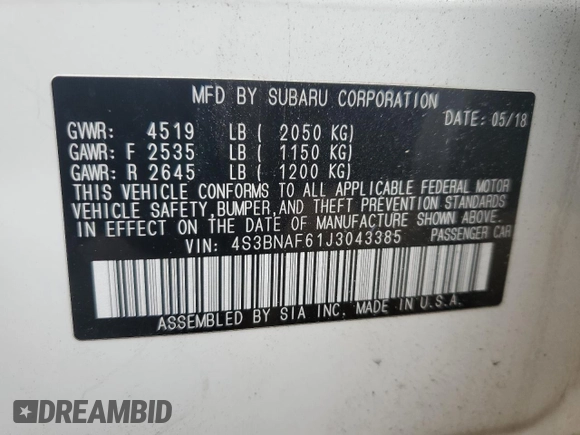 MFD BY SUBARU CORPORATION
DATE: 05/18
GVWR: 4519 LB ( 2050 KG)
GAWR: F 2535 LB ( 1150 KG)
GAWR: R 2645 LB ( 1200 KG)
THIS VEHICLE CONFORMS TO ALL APPLICABLE FEDERAL MOTOR
VEHICLE SAFETY, BUMPER, AND THEFT PREVENTION STANDARDS
IN EFFECT ON THE DATE OF MANUFACTURE SHOWN ABOVE.
VIN: 4S3BNAF61J3043385 PASSENGER CAR
ASSEMBLED BY SIA INC. MADE IN U.S.A.
DREAMBID